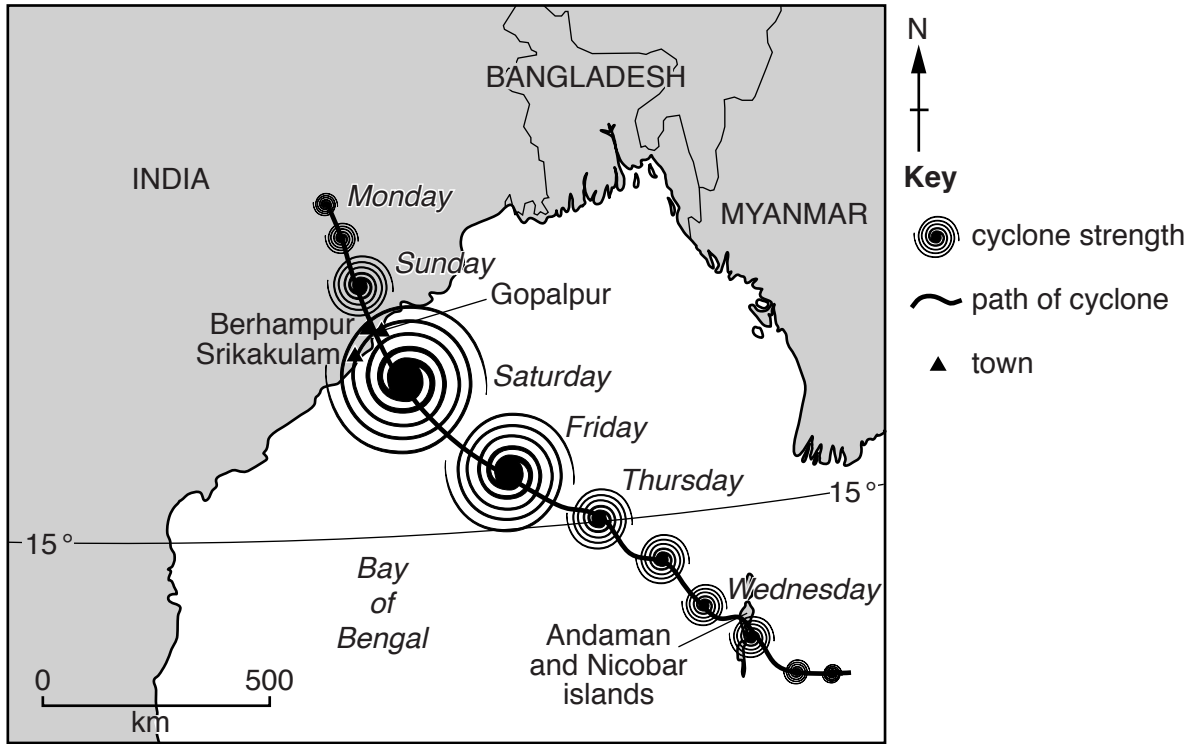 BANGLADESH
INDIA
Monday
MYANMAR
Sunday
Gopalpur
Berhampur
Srikakulam
Saturday
Friday
Thursday
15°
15°
Bay
of
Bengal
Wednesday
Andaman
and Nicobar
islands
0 500
km
N
Key
cyclone strength
path of cyclone
town